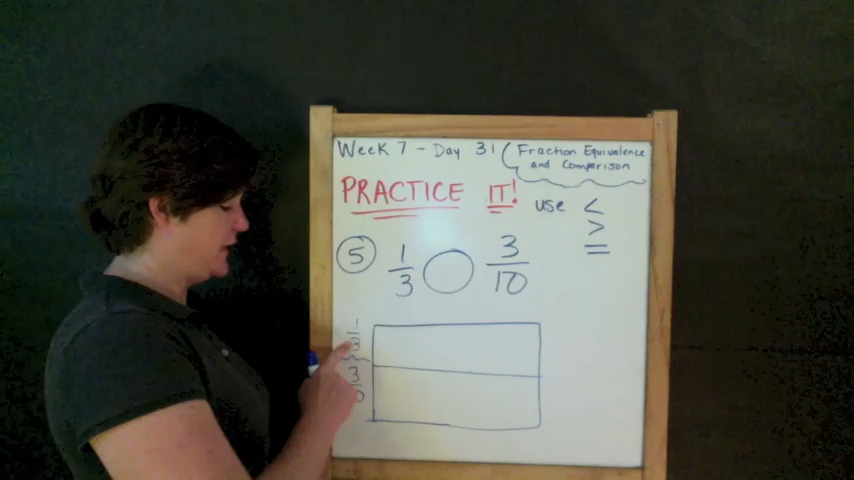 Week 7 - Day 31
Fraction Equivalence
and Comparison
PRACTICE IT!
use <
>
=
5 1/3 3/10
1/3
3/10